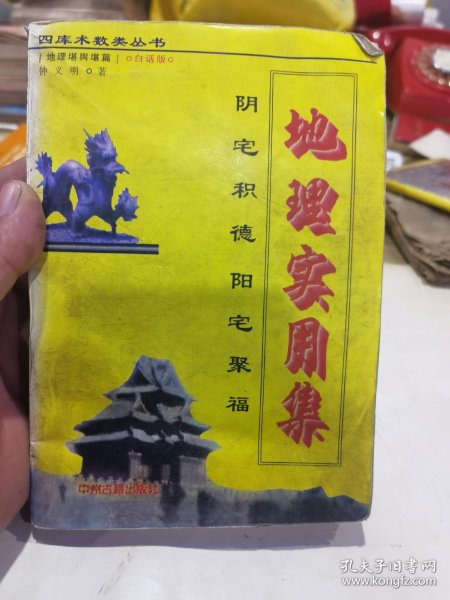 四库术数类丛书
[地理堪舆堪篇] ○白话版○
钟义明○著
地理实用集
阴宅积德阳宅聚福
中州古籍出版社
孔夫子旧书网
www.kongfz.com